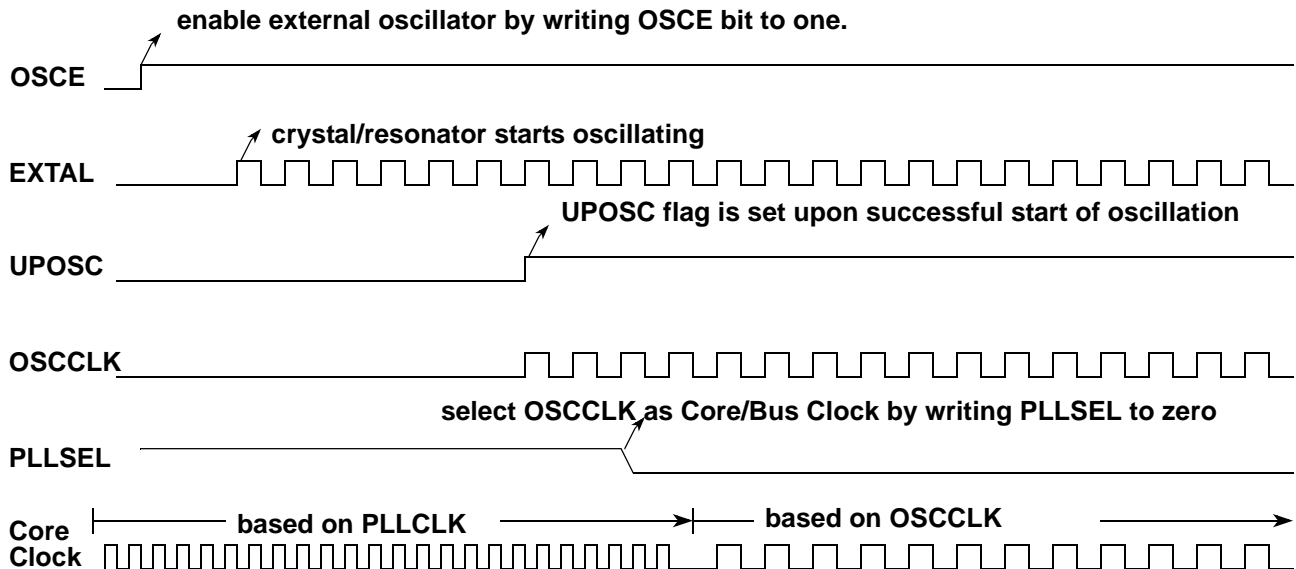 enable external oscillator by writing OSCE bit to one.
OSCE
crystal/resonator starts oscillating
EXTAL
UPOSC flag is set upon successful start of oscillation
UPOSC
OSCCLK
select OSCCLK as Core/Bus Clock by writing PLLSEL to zero
PLLSEL
based on PLLCLK
based on OSCCLK
Core
Clock